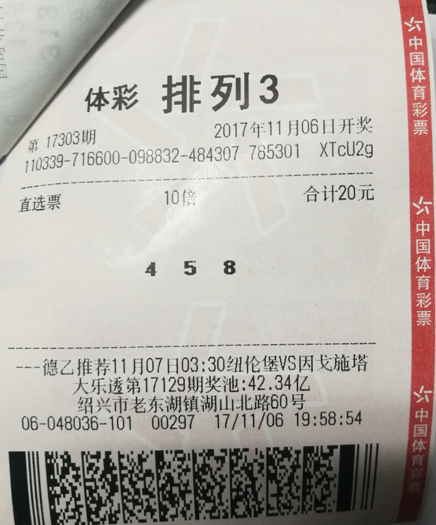 体彩 排列3
第 17303期 2017年11月06日开奖
110339-716600-098832-484307 785301 XTcU2g
直选票 10倍 合计20元
4 5 8
---德乙推荐11月07日03:30纽伦堡VS因戈施塔
大乐透第17129期奖池:42.34亿
绍兴市老东湖镇湖山北路60号
06-048036-101 00297 17/11/06 19:58:54
中国体育彩票
中国体育彩票
中国体育彩票